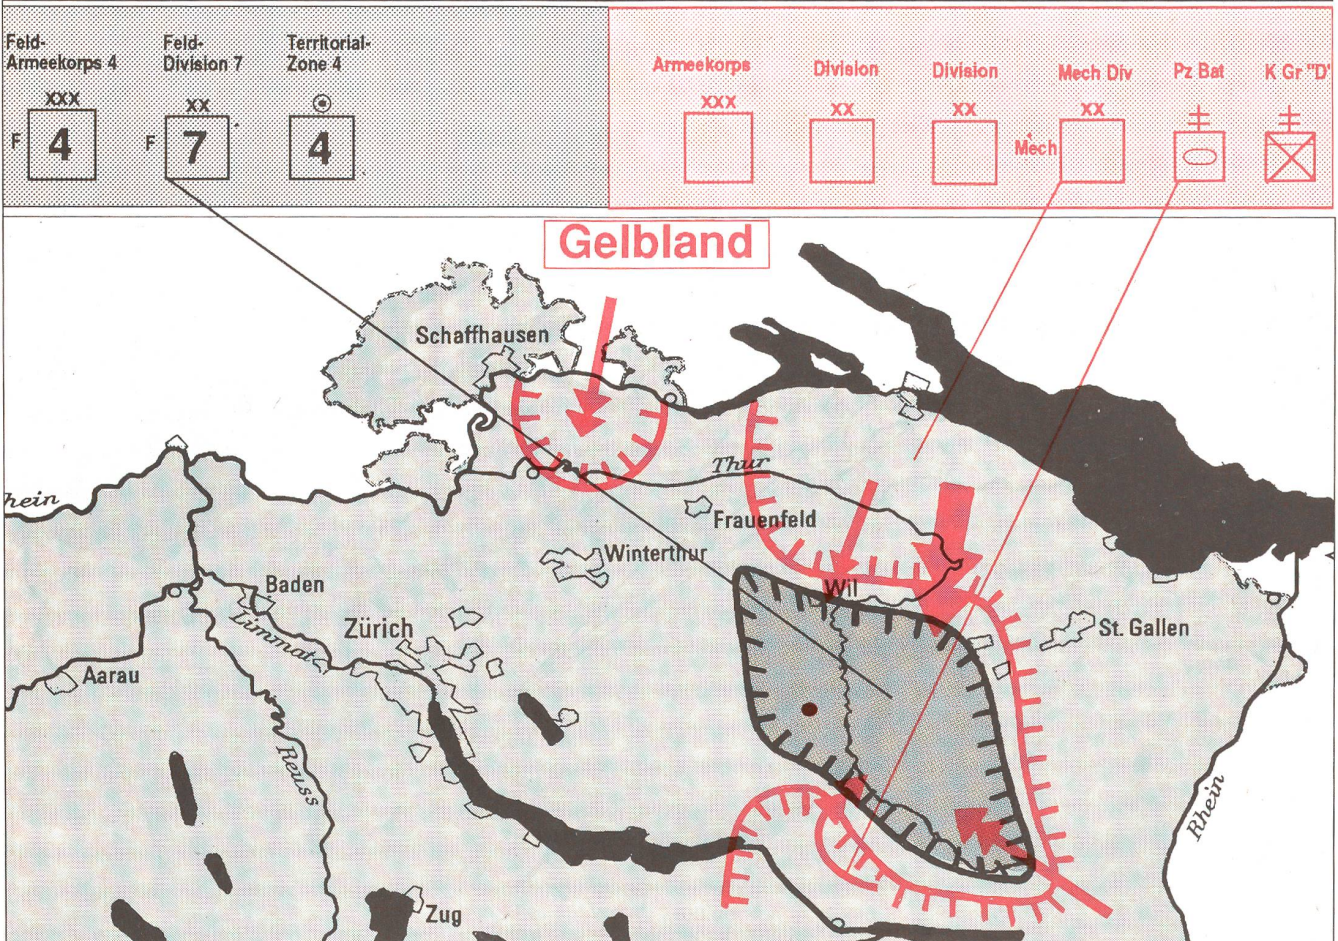 Feld-
Armeekorps 4
Feld-
Division 7
Territorial-
Zone 4
Armeekorps
Division
Division
Mech Div
Pz Bat
K Gr "D"
XXX
XX
XXX
XX
XX
XX
F
4
F
7
4
Mech
Gelbland
Schaffhausen
Thur
hein
Frauenfeld
Winterthur
Wil
Baden
Limmat
Zürich
St. Gallen
Aarau
Reuss
Rhein
Zug